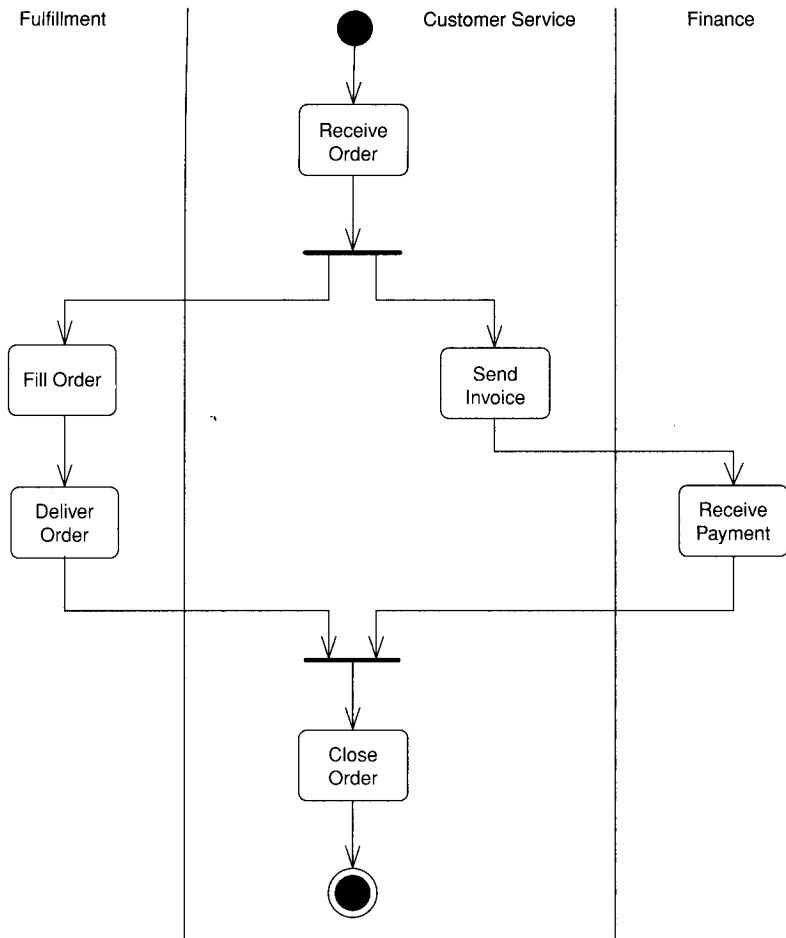 Fulfillment
Customer Service
Finance
Receive
Order
Fill Order
Send
Invoice
Deliver
Order
Receive
Payment
Close
Order